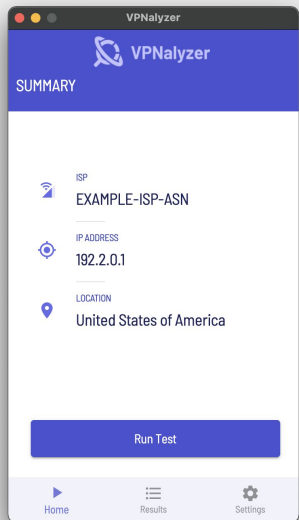 VPNalyzer
VPNalyzer
SUMMARY
ISP
EXAMPLE-ISP-ASN
IP ADDRESS
192.2.0.1
LOCATION
United States of America
Run Test
Home Results Settings